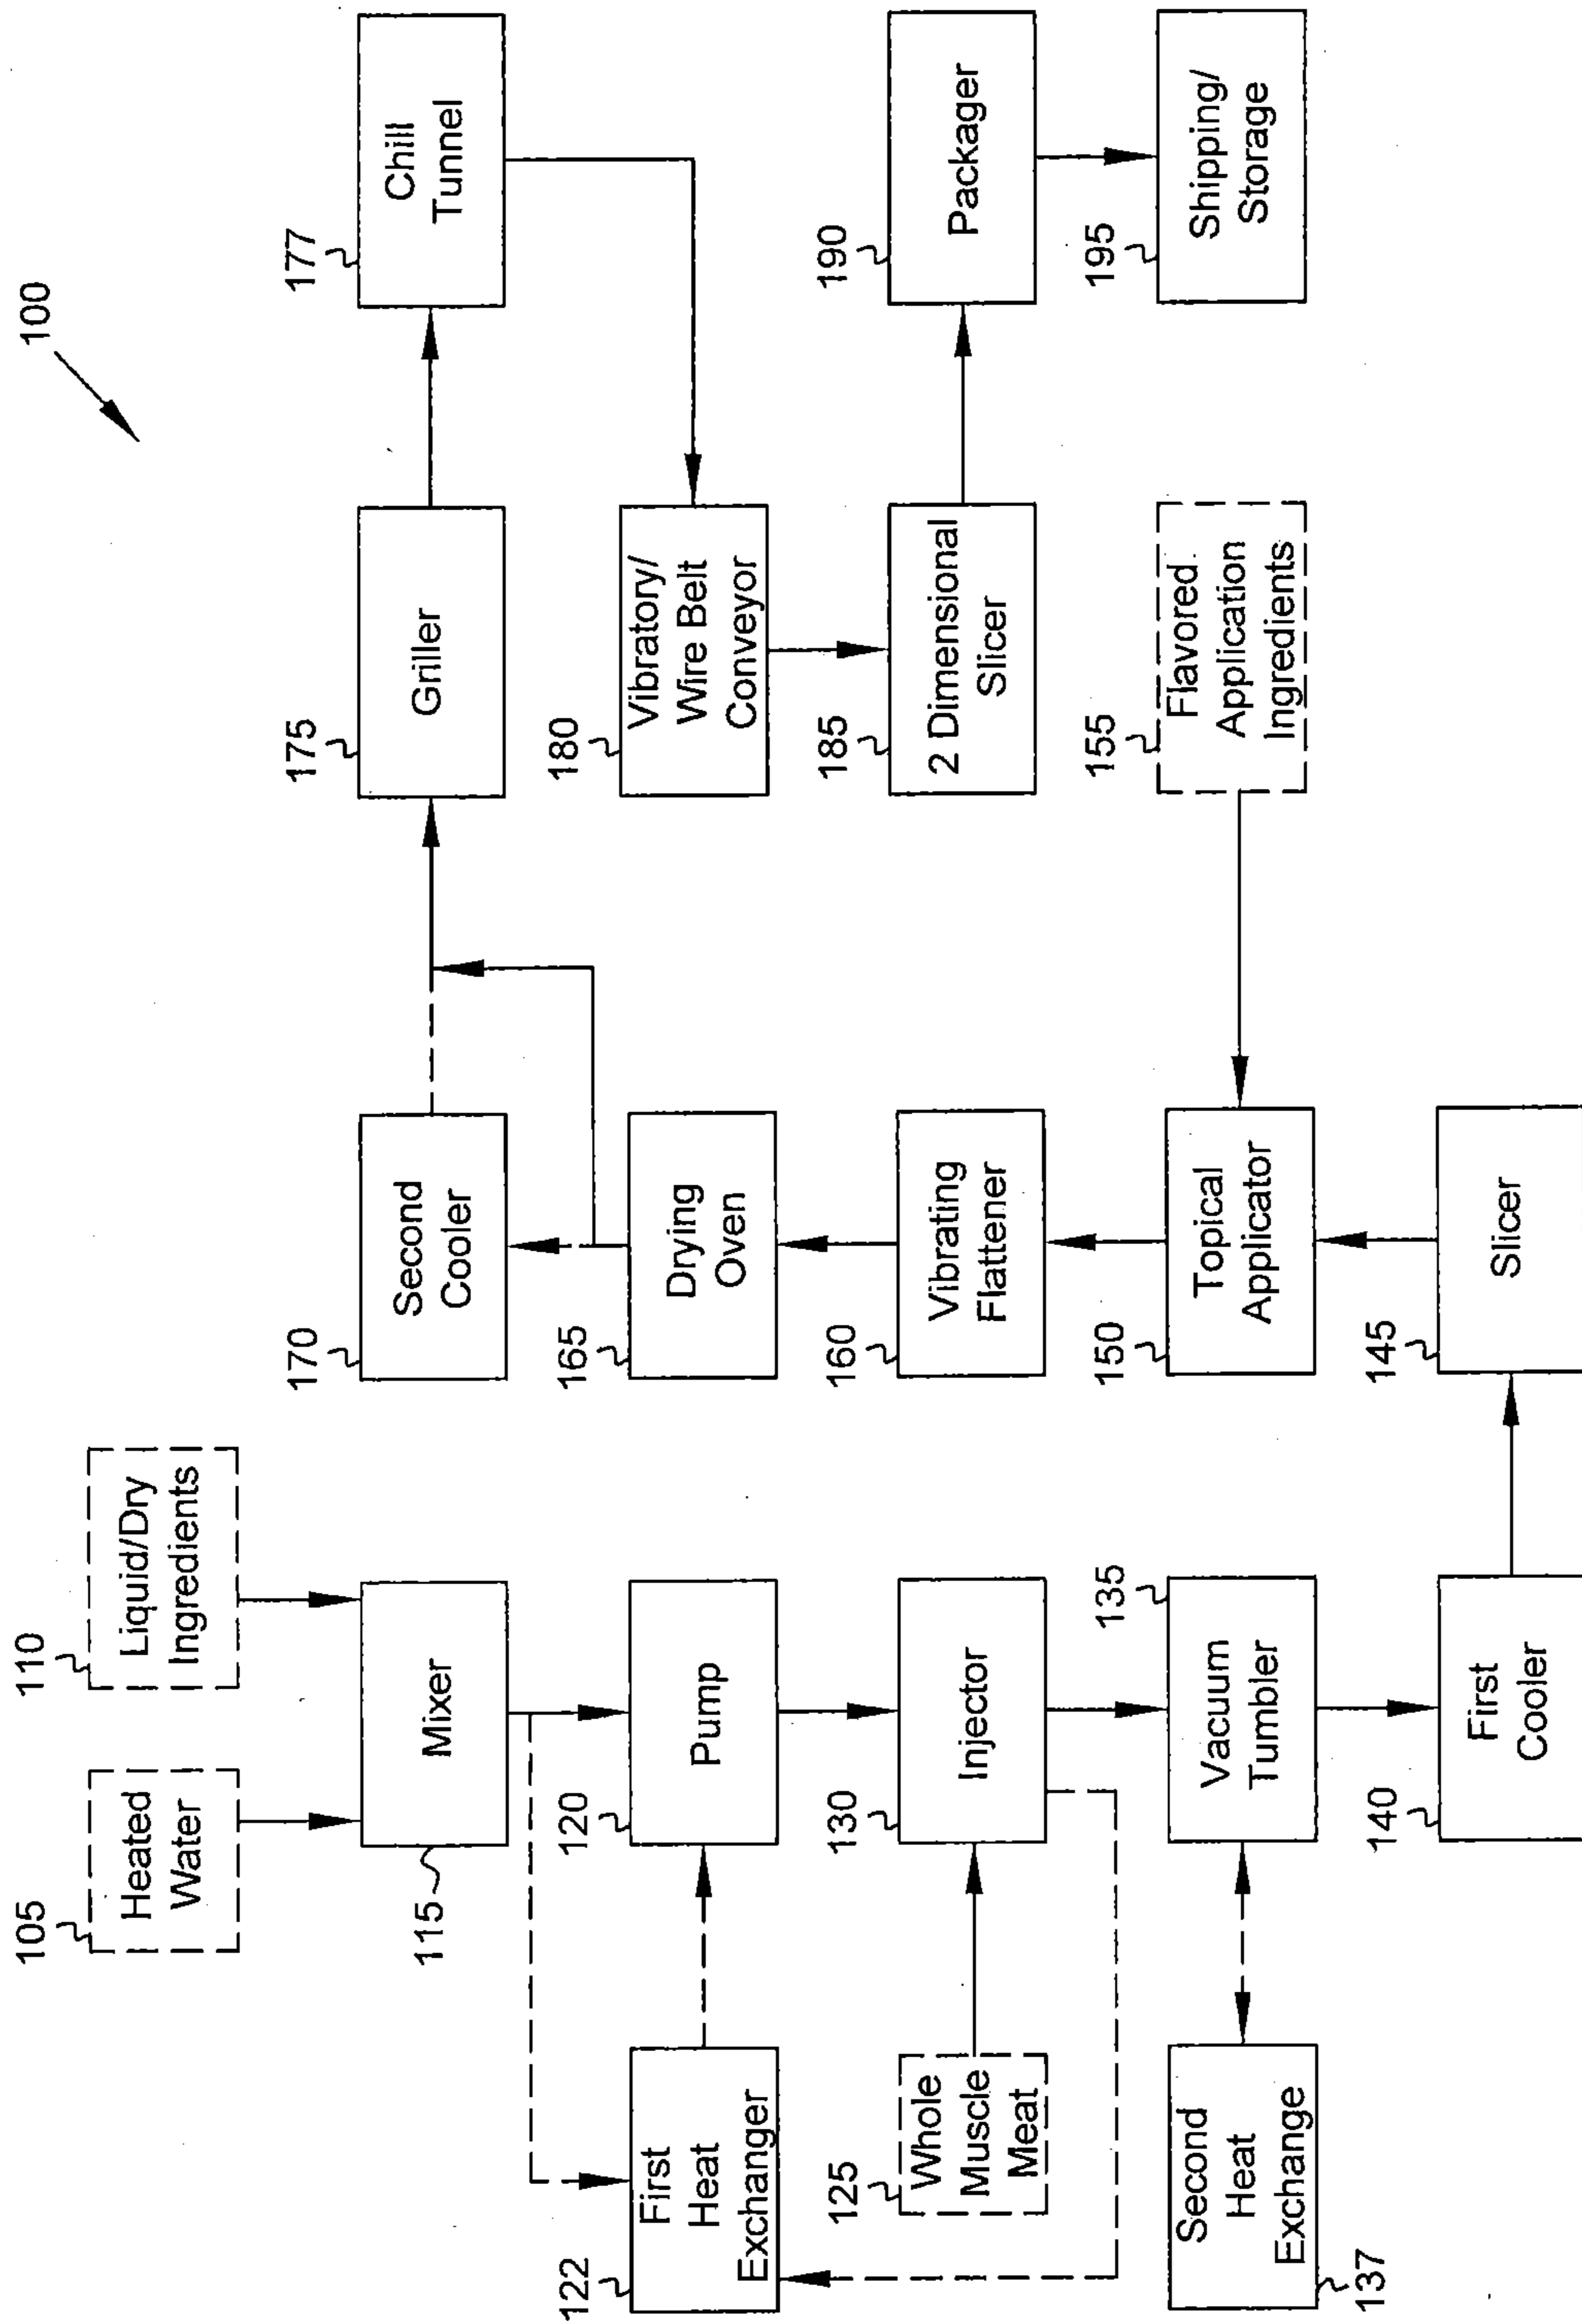 100
105
Heated
Water
110
Liquid/Dry
Ingredients
115
Mixer
120
Pump
122
First
Heat
Exchanger
125
Whole
Muscle
Meat
130
Injector
135
Vacuum
Tumbler
137
Second
Heat
Exchange
140
First
Cooler
145
Slicer
150
Topical
Applicator
155
Flavored
Application
Ingredients
160
Vibrating
Flattener
165
Drying
Oven
170
Second
Cooler
175
Griller
177
Chill
Tunnel
180
Vibratory/
Wire Belt
Conveyor
185
2 Dimensional
Slicer
190
Packager
195
Shipping/
Storage